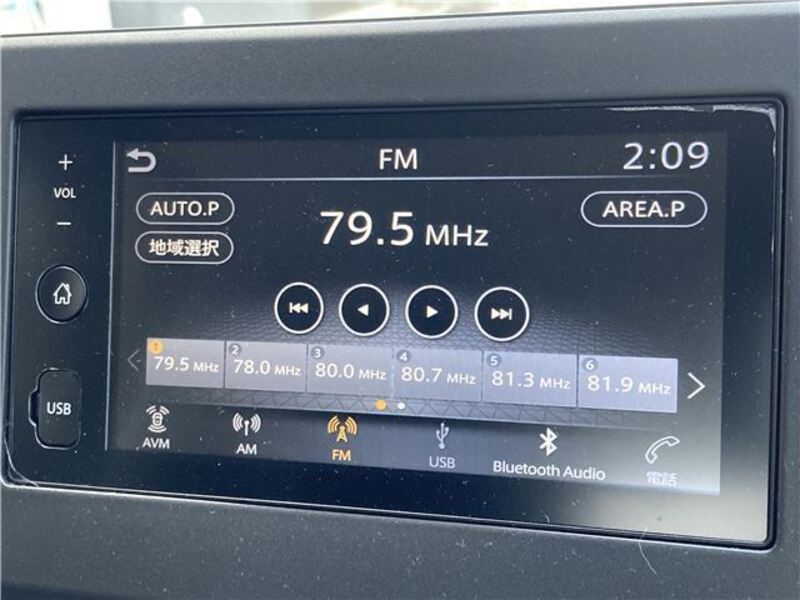 +
VOL
−
USB
FM 2:09
AUTO.P
79.5 MHz
AREA.P
地域選択
1 79.5 MHz
2 78.0 MHz
3 80.0 MHz
4 80.7 MHz
5 81.3 MHz
6 81.9 MHz
AVM
AM
FM
USB
Bluetooth Audio
電話